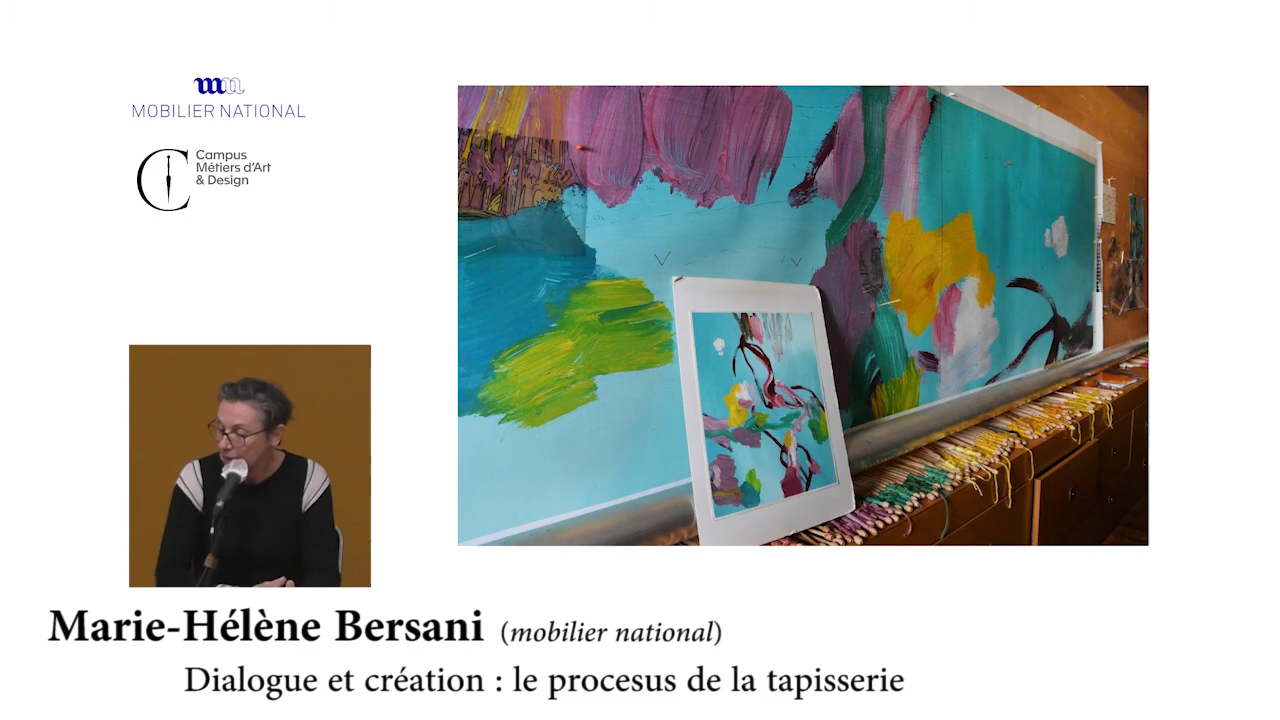 MOBILIER NATIONAL
Campus
Métiers d'Art
& Design
Marie-Hélène Bersani (mobilier national)
Dialogue et création : le procesus de la tapisserie